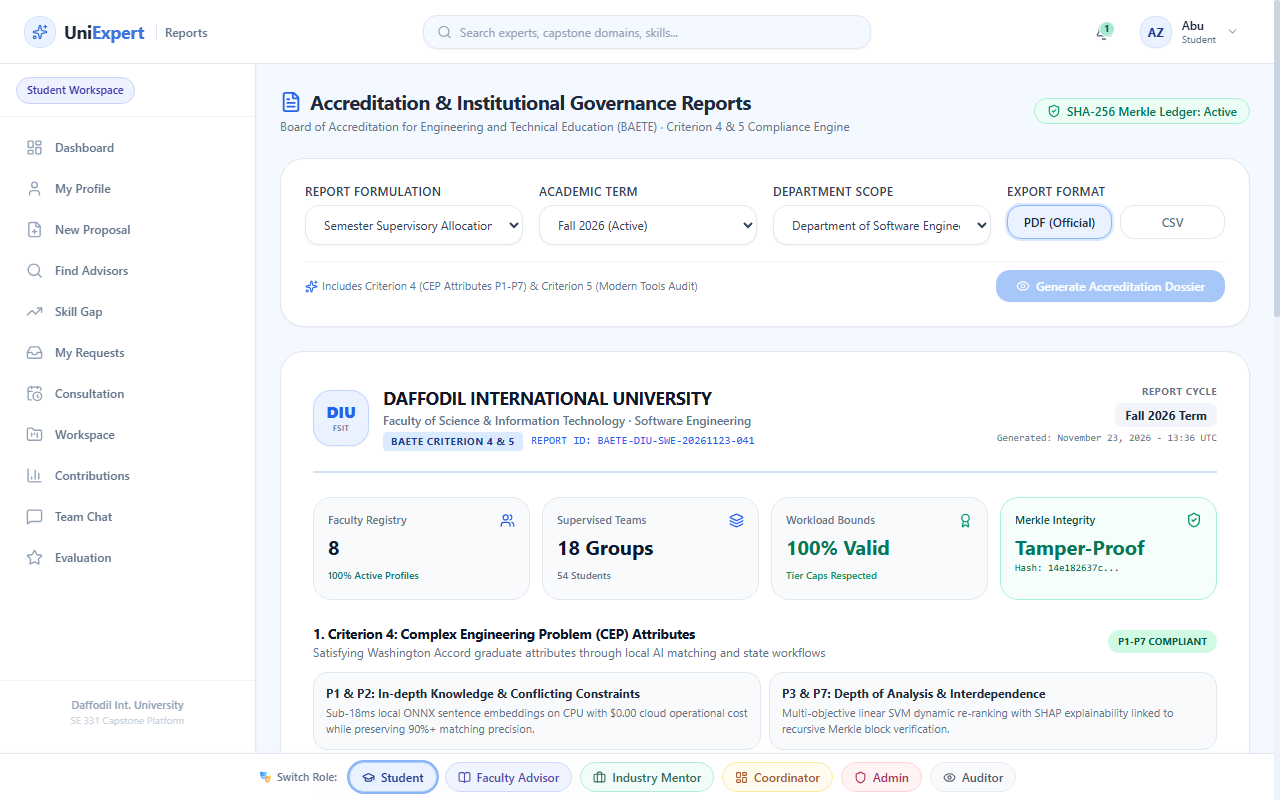 UniExpert
Reports
Search experts, capstone domains, skills...
1
AZ
Abu
Student
Student Workspace
Dashboard
My Profile
New Proposal
Find Advisors
Skill Gap
My Requests
Consultation
Workspace
Contributions
Team Chat
Evaluation
Daffodil Int. University
SE 331 Capstone Platform
Accreditation & Institutional Governance Reports
Board of Accreditation for Engineering and Technical Education (BAETE) · Criterion 4 & 5 Compliance Engine
SHA-256 Merkle Ledger: Active
REPORT FORMULATION
Semester Supervisory Allocation
ACADEMIC TERM
Fall 2026 (Active)
DEPARTMENT SCOPE
Department of Software Engine
EXPORT FORMAT
PDF (Official)
CSV
Includes Criterion 4 (CEP Attributes P1-P7) & Criterion 5 (Modern Tools Audit)
Generate Accreditation Dossier
DIU
FSIT
DAFFODIL INTERNATIONAL UNIVERSITY
Faculty of Science & Information Technology · Software Engineering
BAETE CRITERION 4 & 5
REPORT ID: BAETE-DIU-SWE-20261123-041
REPORT CYCLE
Fall 2026 Term
Generated: November 23, 2026 - 13:36 UTC
Faculty Registry
8
100% Active Profiles
Supervised Teams
18 Groups
54 Students
Workload Bounds
100% Valid
Tier Caps Respected
Merkle Integrity
Tamper-Proof
Hash: 14e182637c...
1. Criterion 4: Complex Engineering Problem (CEP) Attributes
Satisfying Washington Accord graduate attributes through local AI matching and state workflows
P1-P7 COMPLIANT
P1 & P2: In-depth Knowledge & Conflicting Constraints
Sub-18ms local ONNX sentence embeddings on CPU with $0.00 cloud operational cost
while preserving 90%+ matching precision.
P3 & P7: Depth of Analysis & Interdependence
Multi-objective linear SVM dynamic re-ranking with SHAP explainability linked to
recursive Merkle block verification.
Switch Role:
Student
Faculty Advisor
Industry Mentor
Coordinator
Admin
Auditor